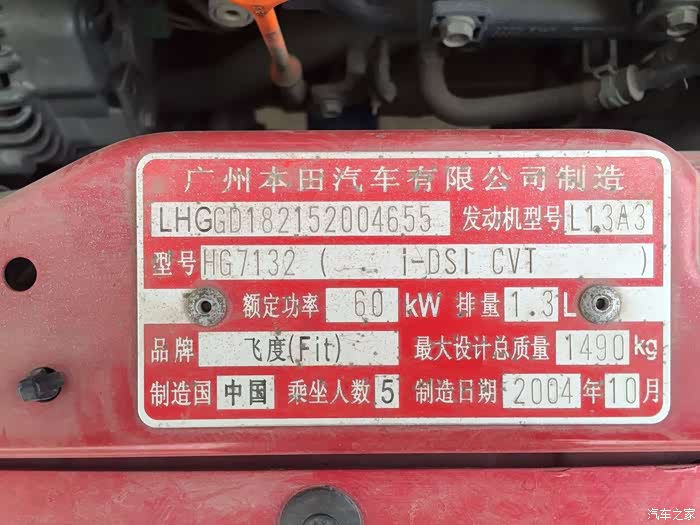 广州本田汽车有限公司制造
LHGGD182152004655 发动机型号 L13A3
型号 HG7132 ( i-DSI CVT )
额定功率 60 kW 排量 1.3 L
品牌 飞度(Fit) 最大设计总质量 1490 kg
制造国 中国 乘坐人数 5 制造日期 2004 年 10 月
汽车之家